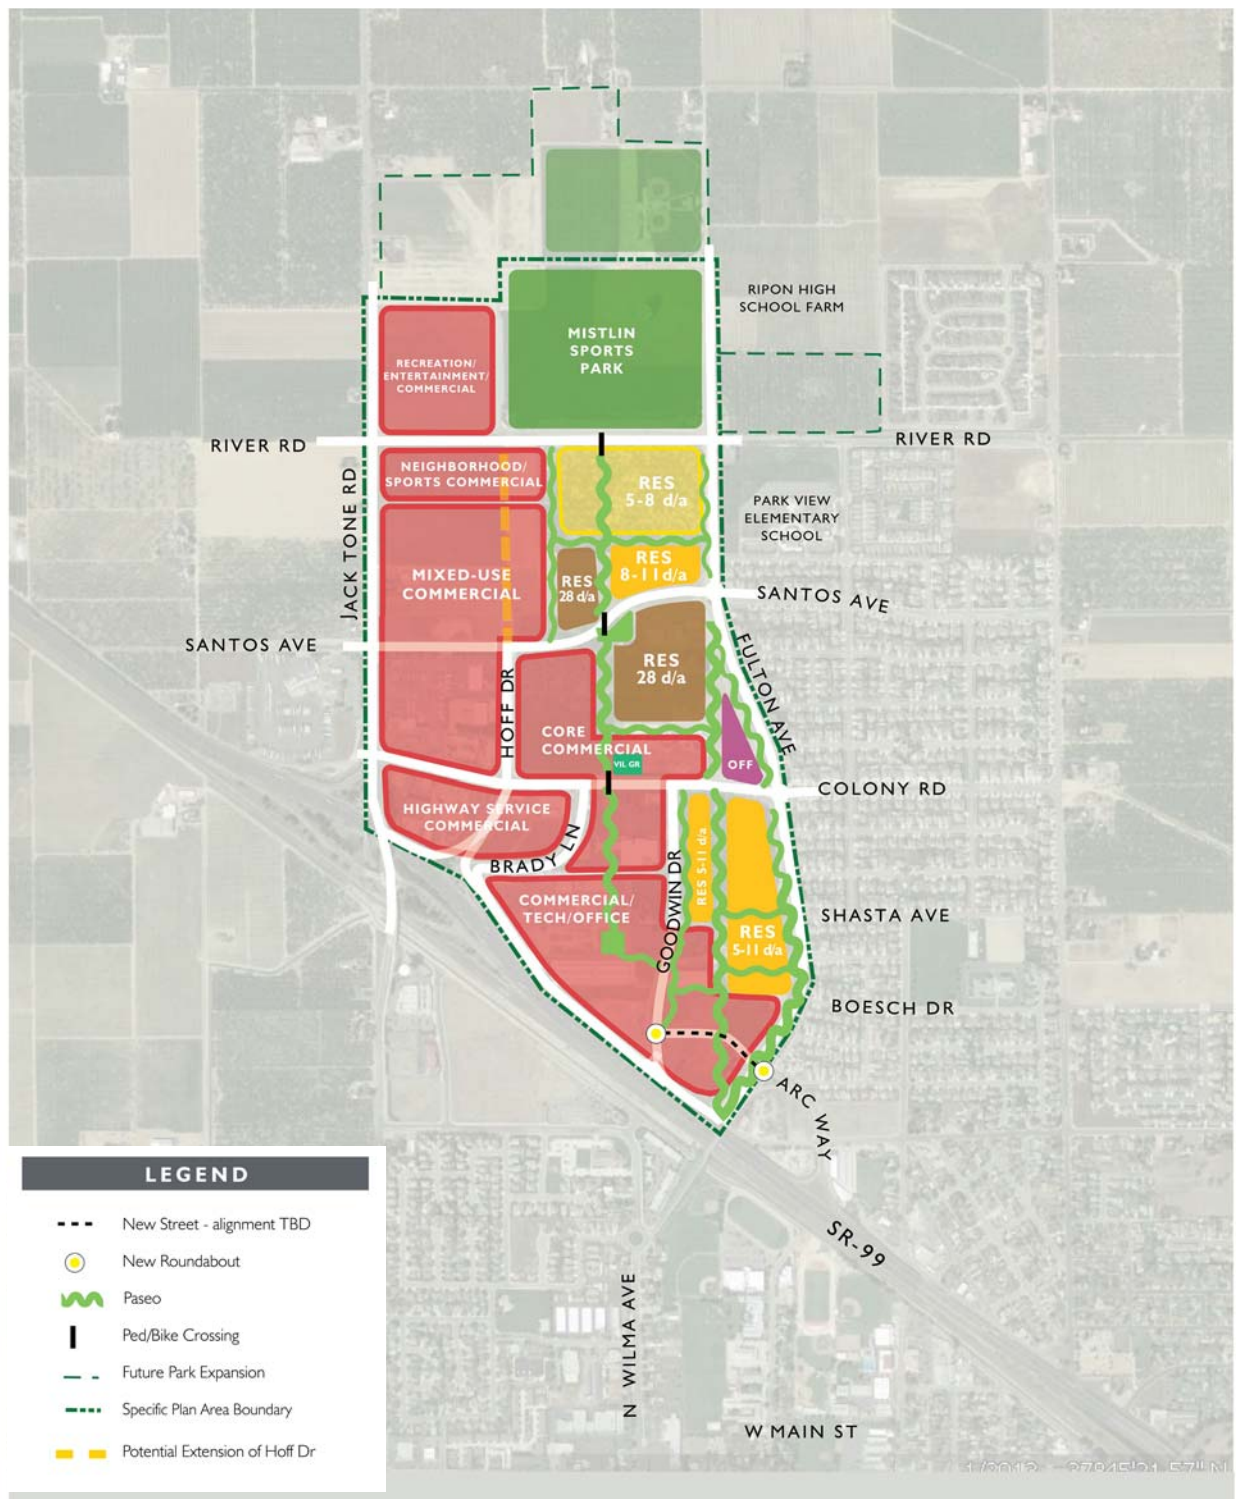 RIPON HIGH
SCHOOL FARM
MISTLIN
SPORTS
PARK
RECREATION/
ENTERTAINMENT/
COMMERCIAL
RIVER RD
RIVER RD
NEIGHBORHOOD/
SPORTS COMMERCIAL
JACK TONE RD
RES
5-8 d/a
PARK VIEW
ELEMENTARY
SCHOOL
MIXED-USE
COMMERCIAL
RES
28 d/a
RES
8-11d/a
SANTOS AVE
SANTOS AVE
RES
28 d/a
FULTON AVE
HOFF DR
CORE
COMMERCIAL
VIL GR
OFF
COLONY RD
HIGHWAY SERVICE
COMMERCIAL
BRADY LN
GOODWIN DR
RES 5-11 d/a
COMMERCIAL/
TECH/OFFICE
SHASTA AVE
RES
5-11 d/a
BOESCH DR
ARC WAY
SR-99
N WILMA AVE
W MAIN ST
LEGEND
New Street - alignment TBD
New Roundabout
Paseo
Ped/Bike Crossing
Future Park Expansion
Specific Plan Area Boundary
Potential Extension of Hoff Dr